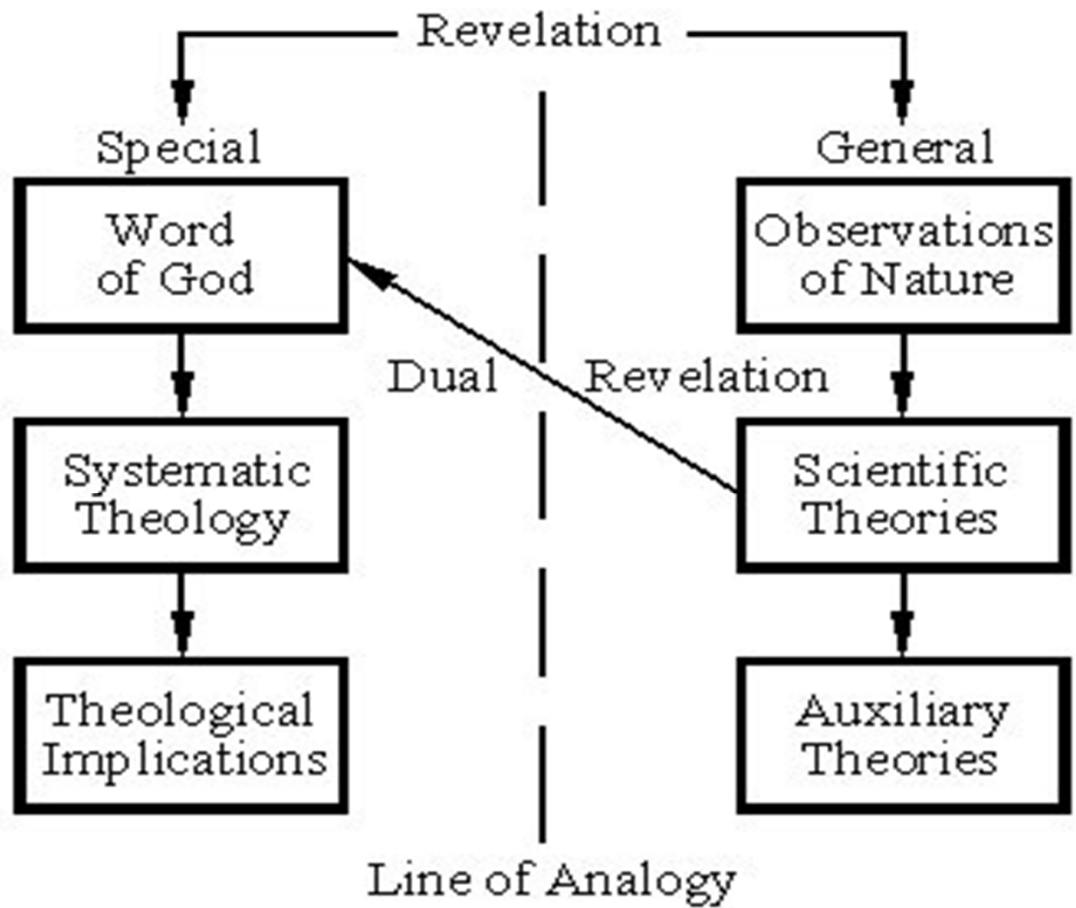 Revelation
Special
General
Word
of God
Observations
of Nature
Dual Revelation
Systematic
Theology
Scientific
Theories
Theological
Implications
Auxiliary
Theories
Line of Analogy